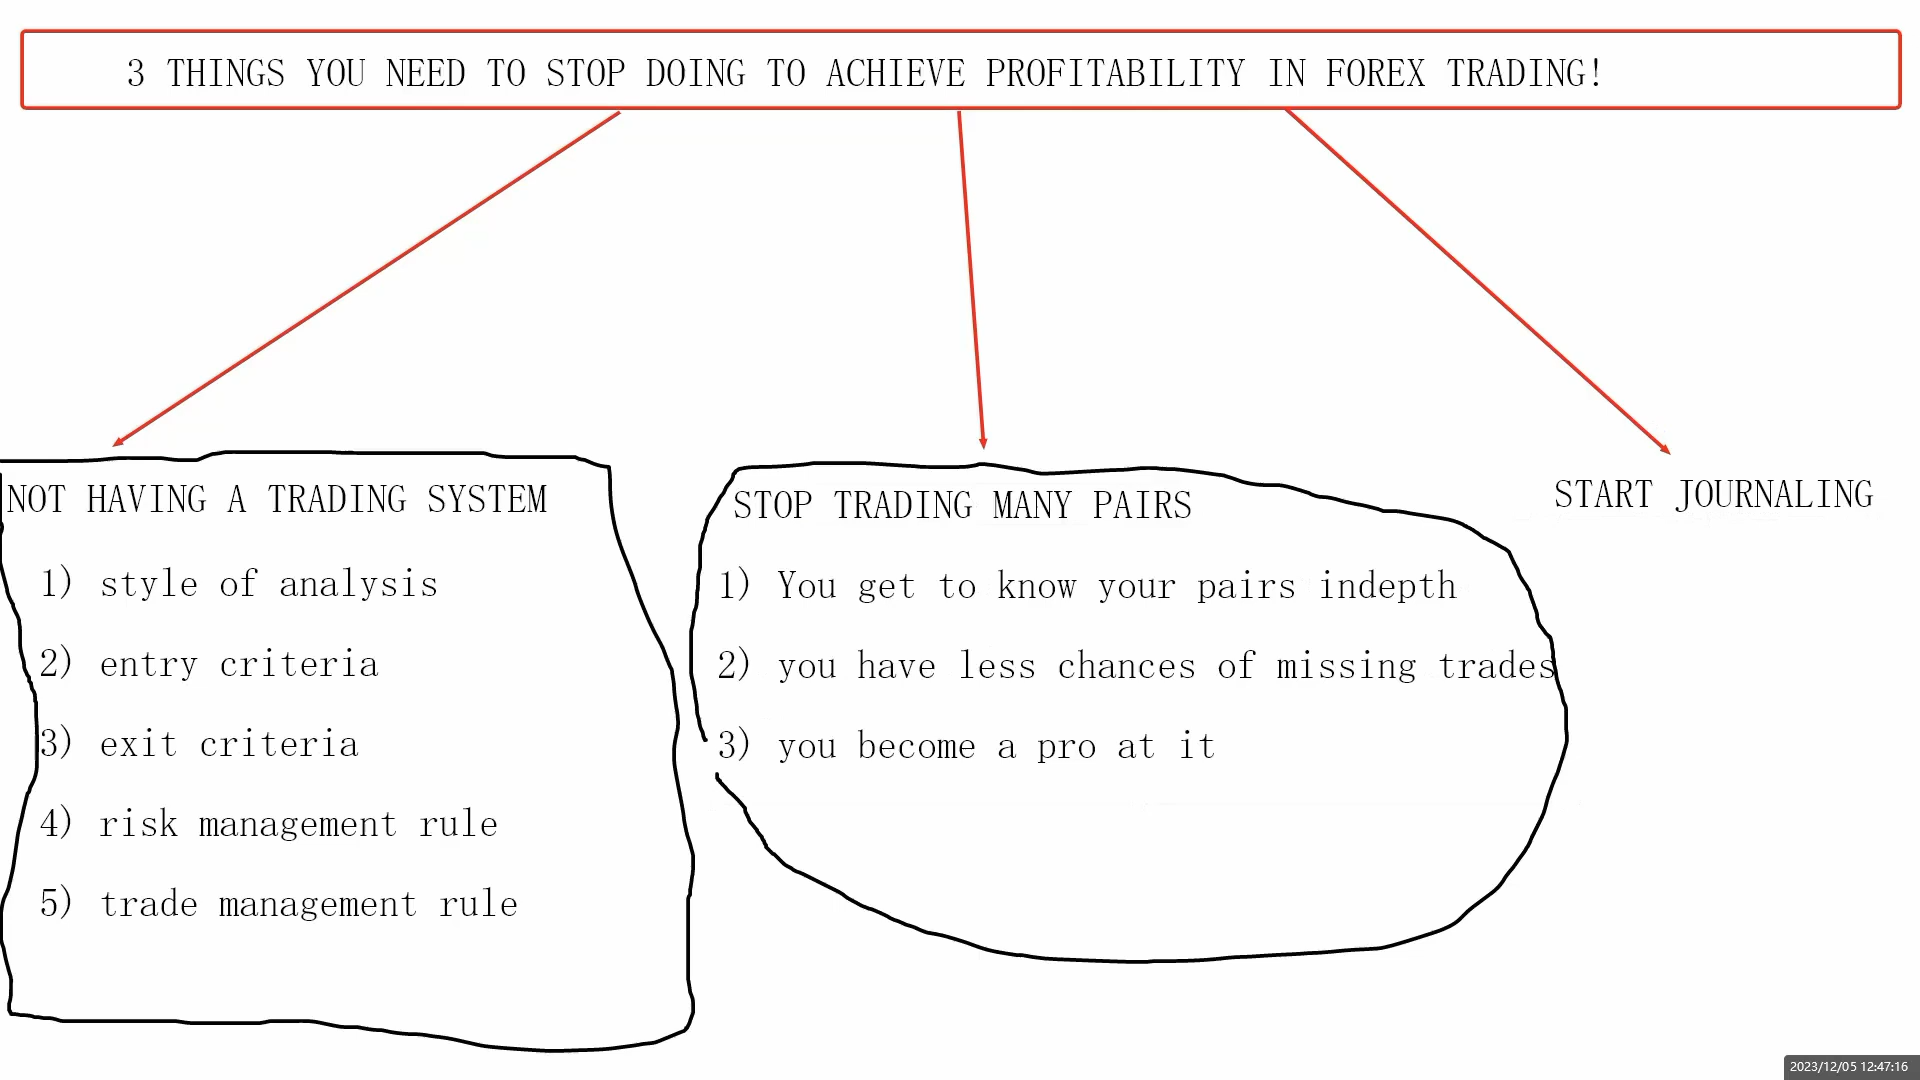 3 THINGS YOU NEED TO STOP DOING TO ACHIEVE PROFITABILITY IN FOREX TRADING!
NOT HAVING A TRADING SYSTEM
1) style of analysis
2) entry criteria
3) exit criteria
4) risk management rule
5) trade management rule
STOP TRADING MANY PAIRS
1) You get to know your pairs indepth
2) you have less chances of missing trades
3) you become a pro at it
START JOURNALING
2023/12/05 12:47:16